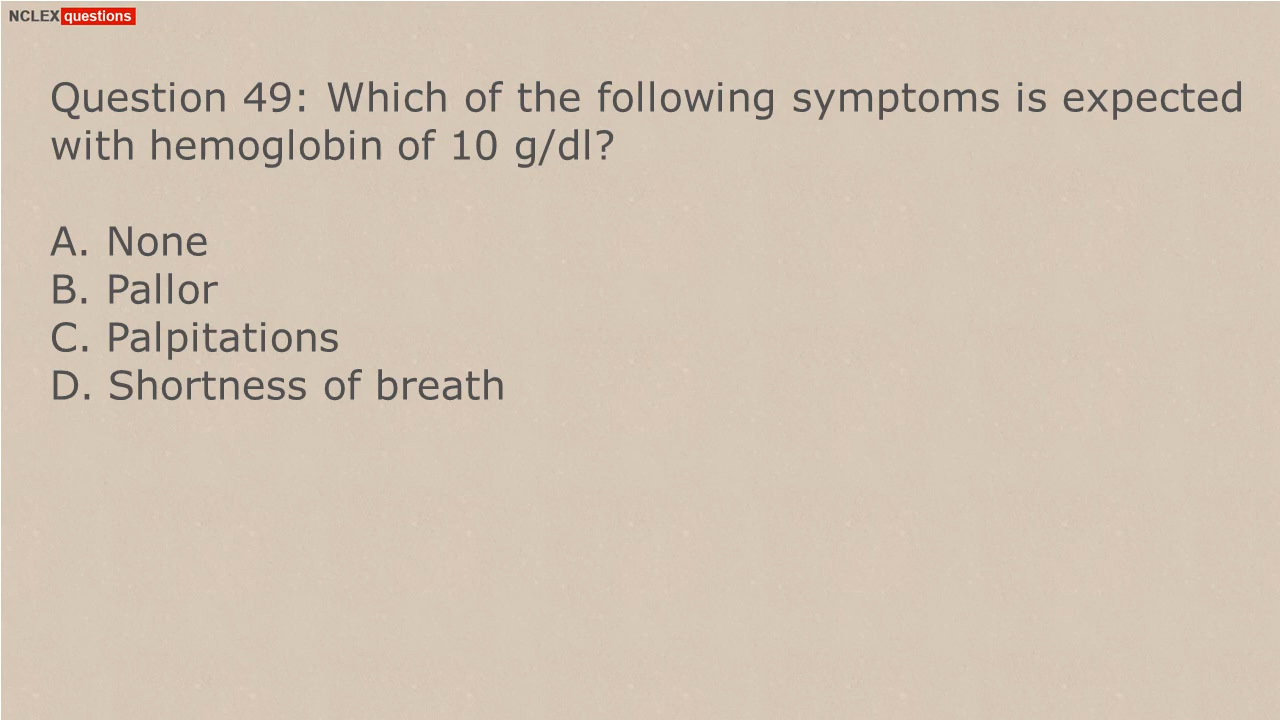 NCLEX questions
Question 49: Which of the following symptoms is expected
with hemoglobin of 10 g/dl?
A. None
B. Pallor
C. Palpitations
D. Shortness of breath